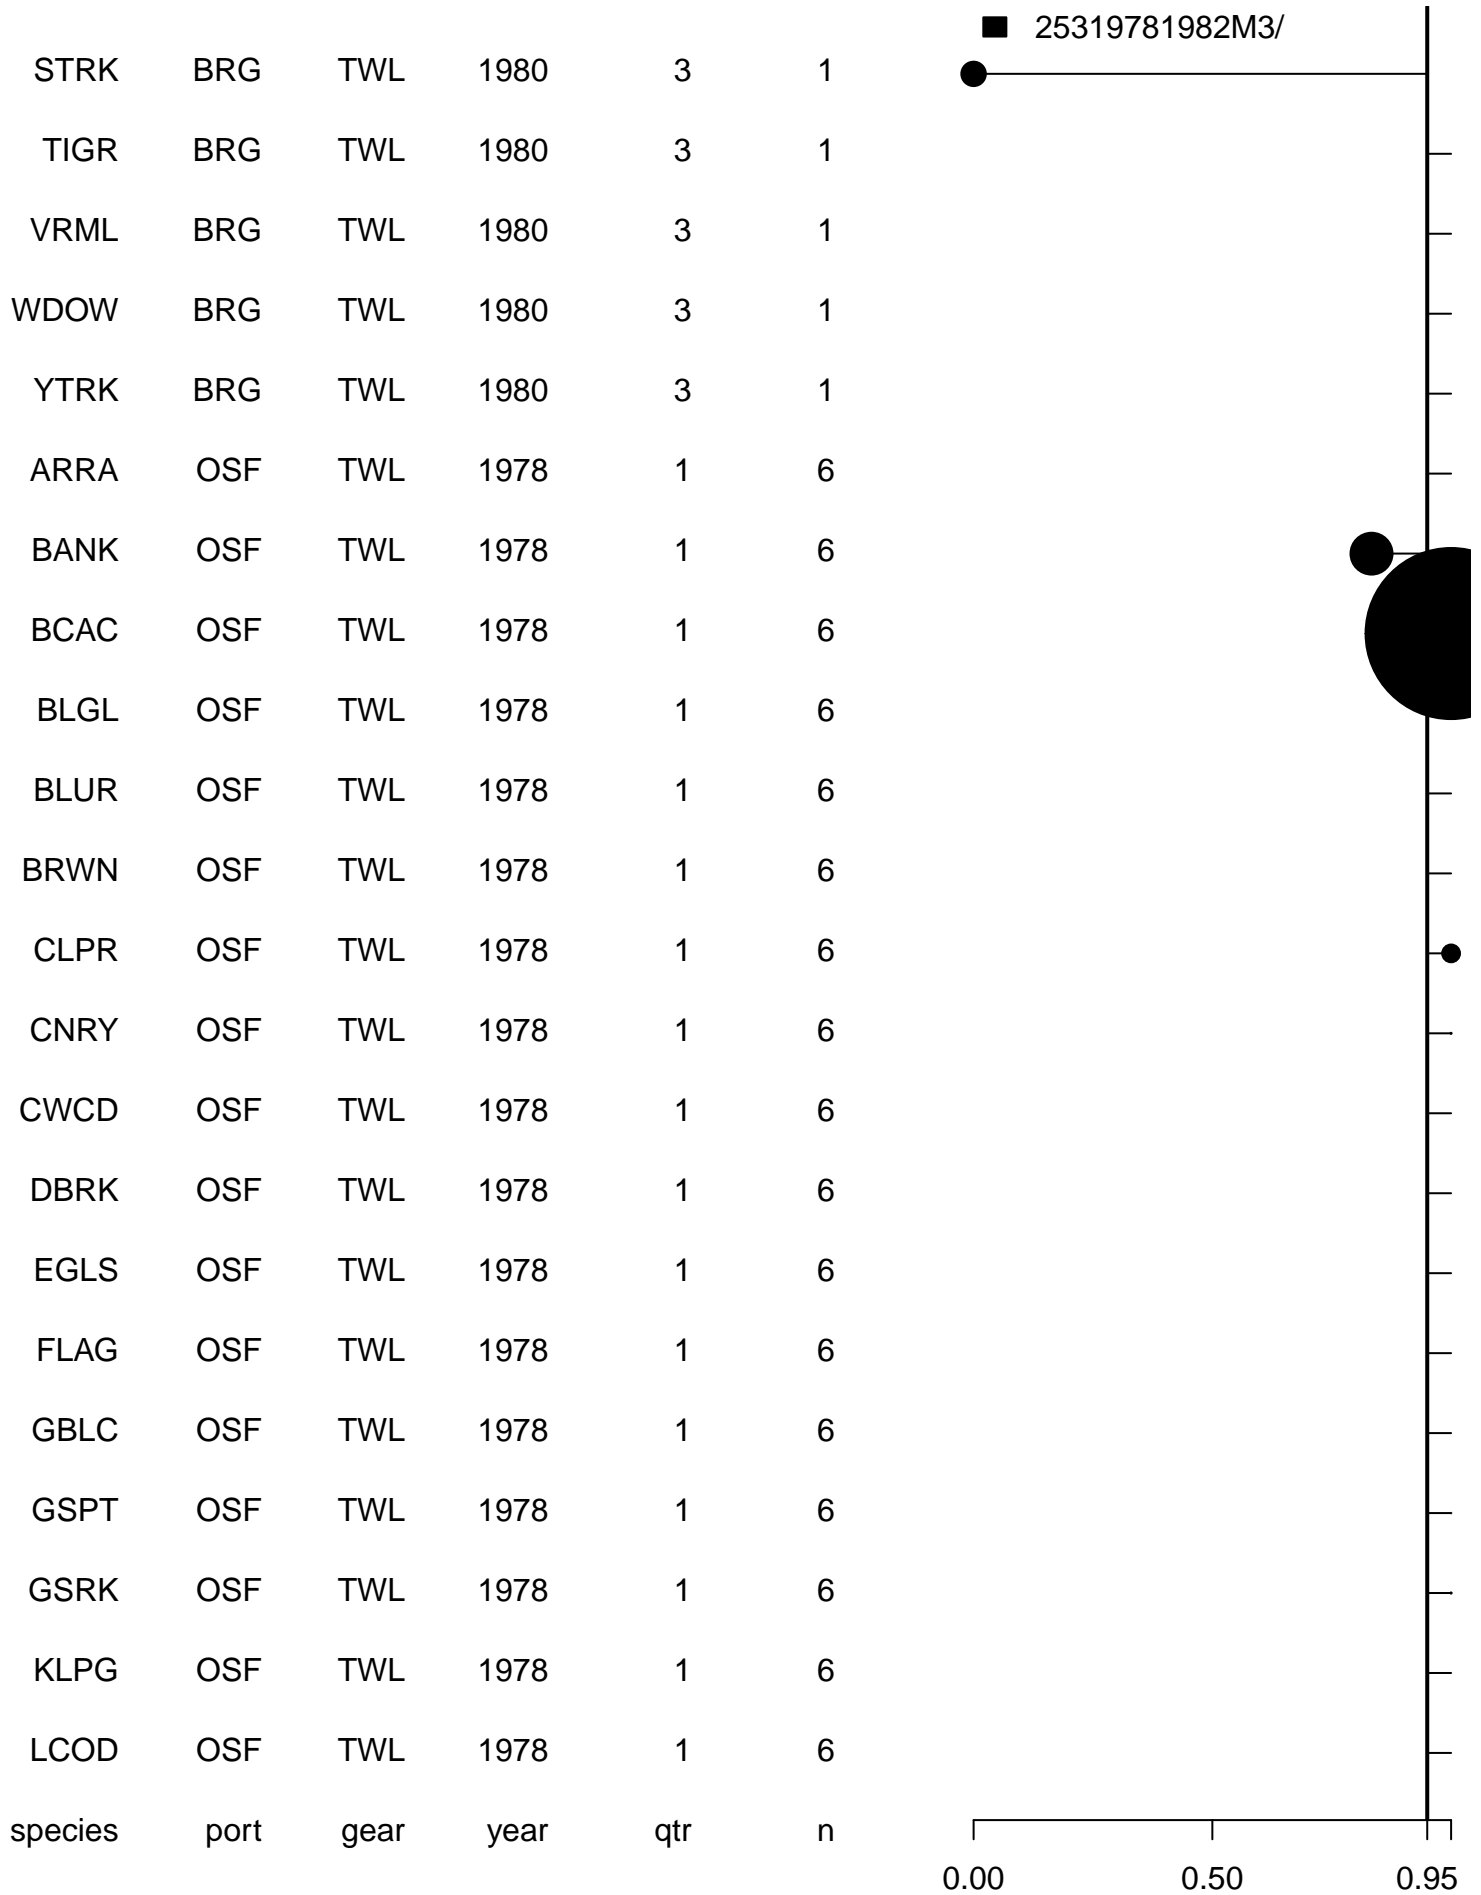 25319781982M3/
STRK BRG TWL 1980 3 1
TIGR BRG TWL 1980 3 1
VRML BRG TWL 1980 3 1
WDOW BRG TWL 1980 3 1
YTRK BRG TWL 1980 3 1
ARRA OSF TWL 1978 1 6
BANK OSF TWL 1978 1 6
BCAC OSF TWL 1978 1 6
BLGL OSF TWL 1978 1 6
BLUR OSF TWL 1978 1 6
BRWN OSF TWL 1978 1 6
CLPR OSF TWL 1978 1 6
CNRY OSF TWL 1978 1 6
CWCD OSF TWL 1978 1 6
DBRK OSF TWL 1978 1 6
EGLS OSF TWL 1978 1 6
FLAG OSF TWL 1978 1 6
GBLC OSF TWL 1978 1 6
GSPT OSF TWL 1978 1 6
GSRK OSF TWL 1978 1 6
KLPG OSF TWL 1978 1 6
LCOD OSF TWL 1978 1 6
species port gear year qtr n
0.00 0.50 0.95